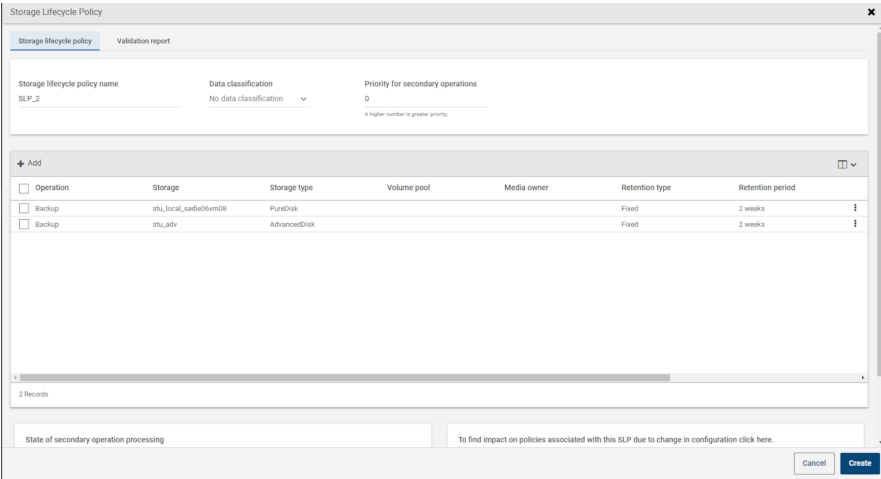 Storage Lifecycle Policy
Storage lifecycle policy Validation report
Storage lifecycle policy name Data classification Priority for secondary operations
SLP_2 No data classification 0
A higher number is greater priority.
Add
Operation Storage Storage type Volume pool Media owner Retention type Retention period
Backup stu_local_sadie06vm08 PureDisk Fixed 2 weeks
Backup stu_adv AdvancedDisk Fixed 2 weeks
2 Records
State of secondary operation processing To find impact on policies associated with this SLP due to change in configuration click here.
Cancel Create